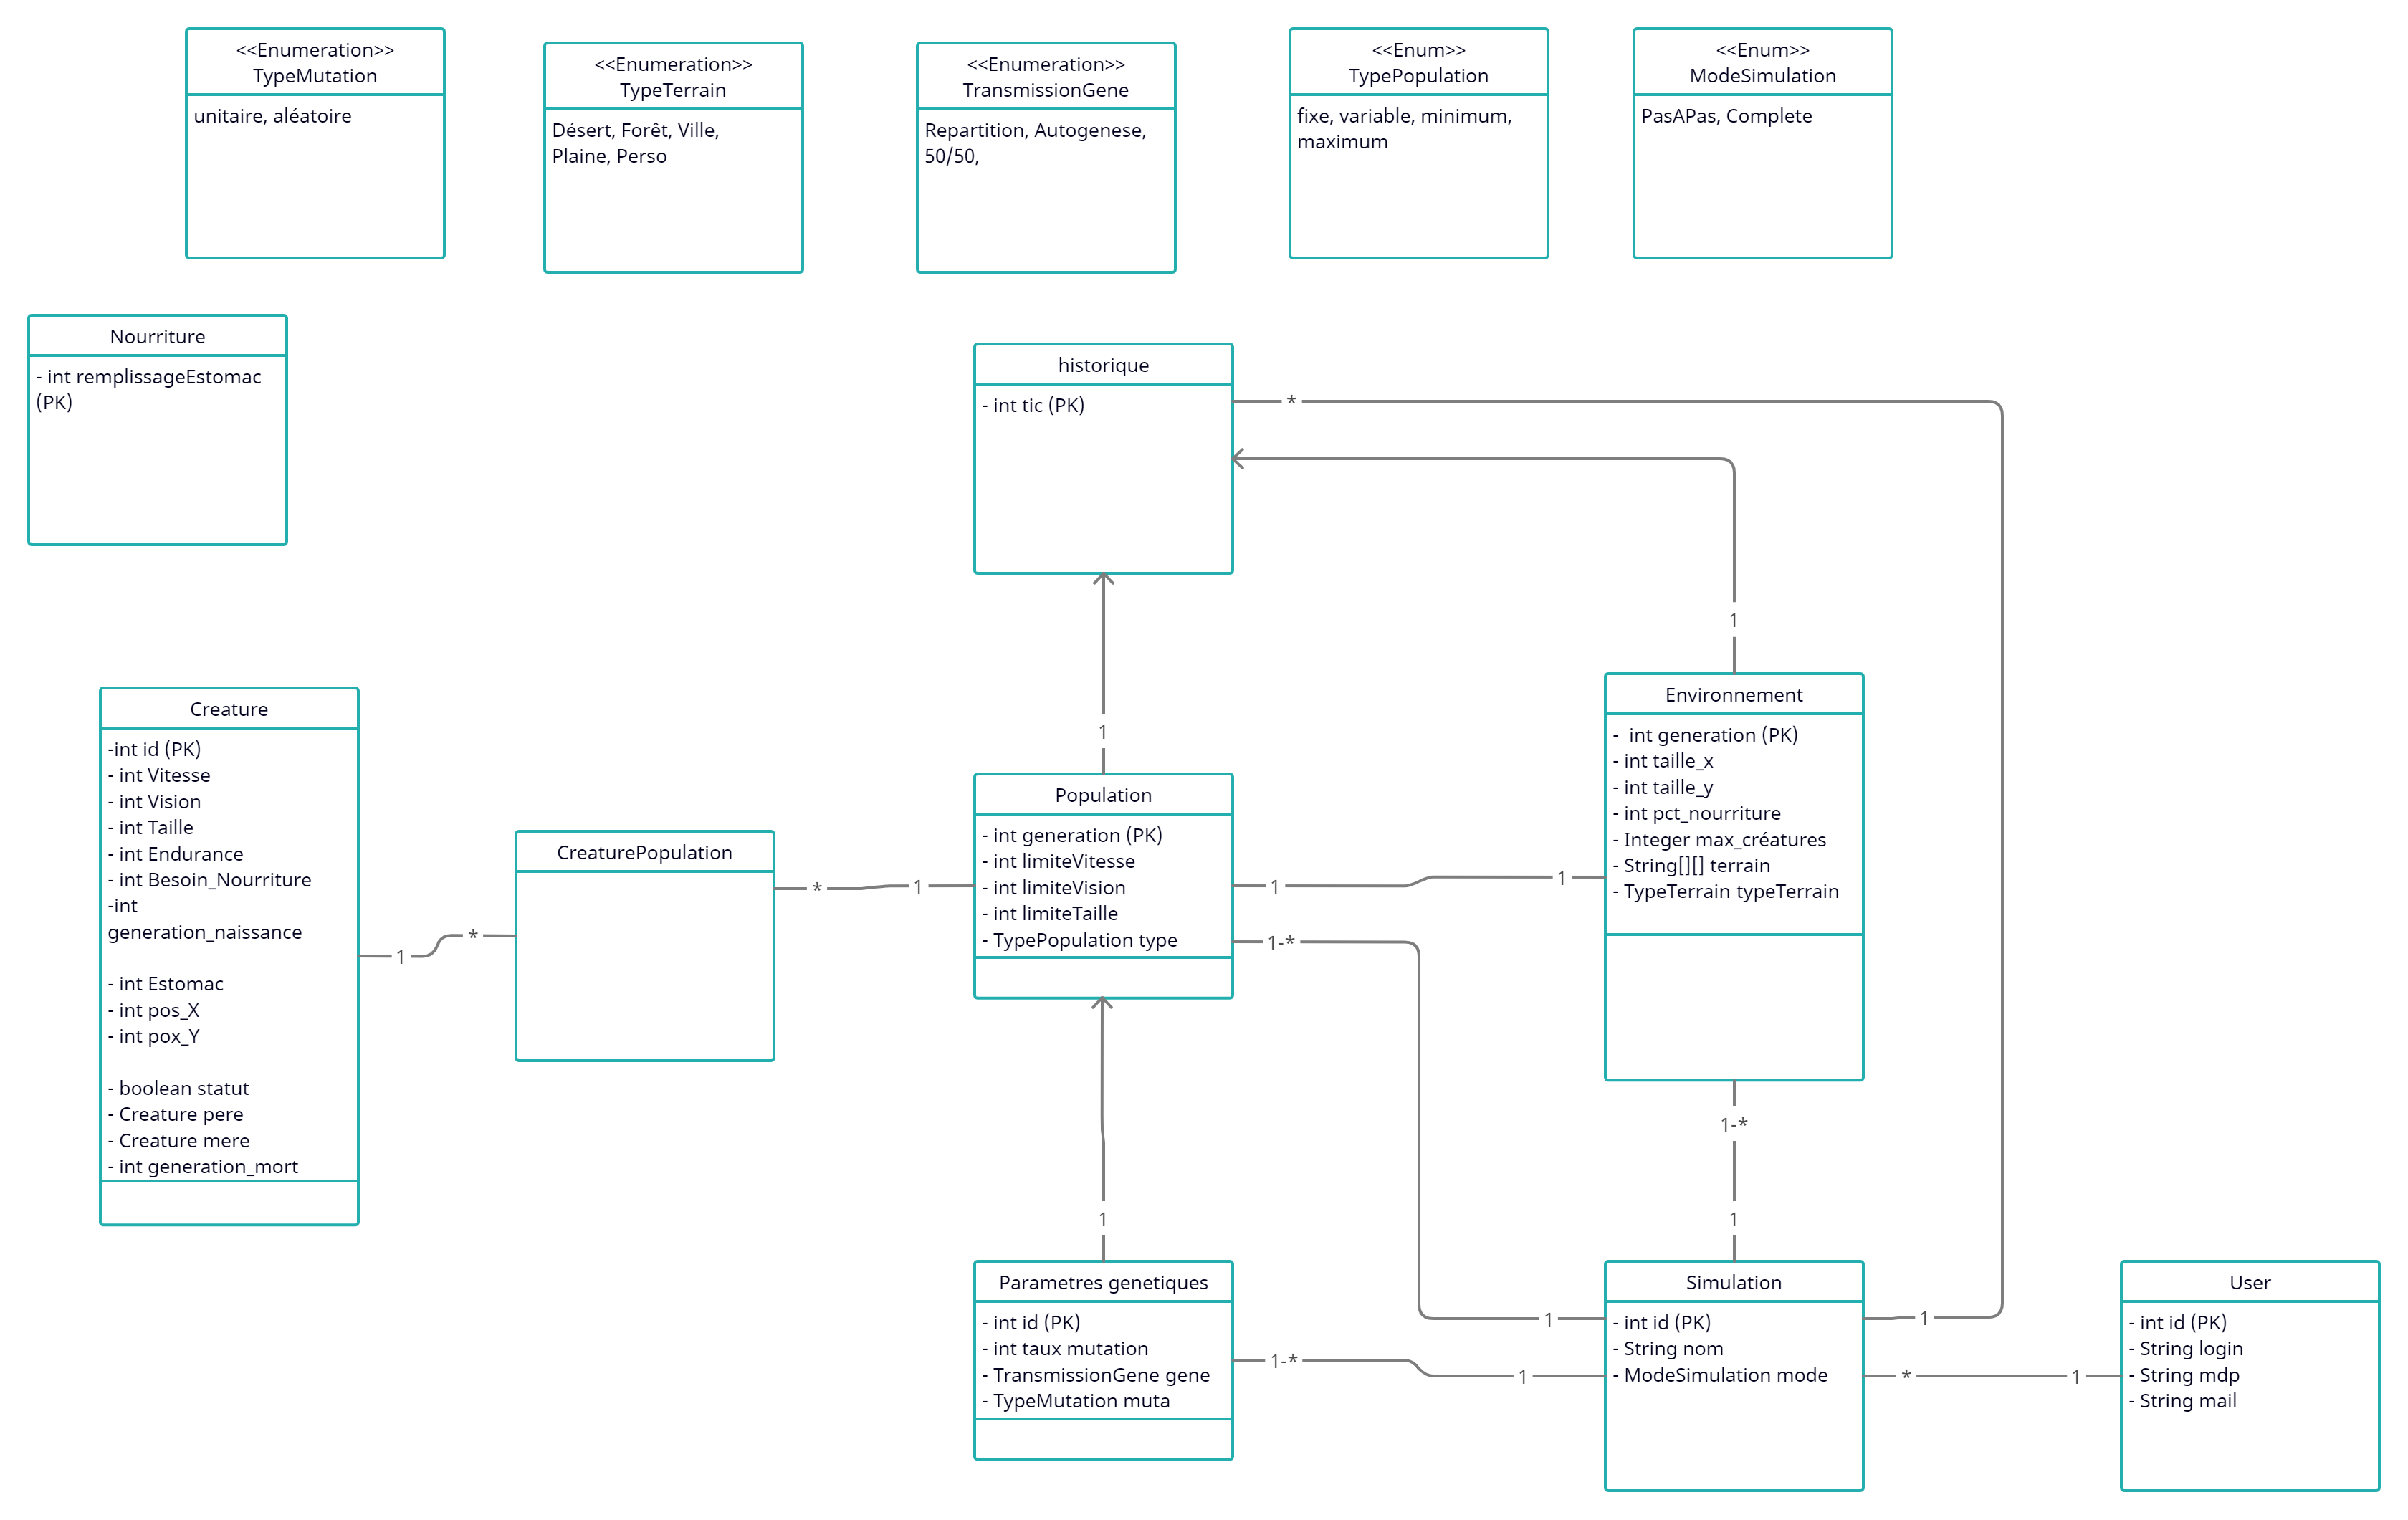 <<Enumeration>>
TypeMutation
unitaire, aléatoire
<<Enumeration>>
TypeTerrain
Désert, Forêt, Ville,
Plaine, Perso
<<Enumeration>>
TransmissionGene
Repartition, Autogenese,
50/50,
<<Enum>>
TypePopulation
fixe, variable, minimum,
maximum
<<Enum>>
ModeSimulation
PasAPas, Complete
Nourriture
- int remplissageEstomac
(PK)
historique
- int tic (PK)
*
1
1
Creature
-int id (PK)
- int Vitesse
- int Vision
- int Taille
- int Endurance
- int Besoin_Nourriture
-int
generation_naissance
- int Estomac
- int pos_X
- int pox_Y
- boolean statut
- Creature pere
- Creature mere
- int generation_mort
1
*
CreaturePopulation
*
1
Population
- int generation (PK)
- int limiteVitesse
- int limiteVision
- int limiteTaille
- TypePopulation type
1
1
1-*
Environnement
- int generation (PK)
- int taille_x
- int taille_y
- int pct_nourriture
- Integer max_créatures
- String[][] terrain
- TypeTerrain typeTerrain
1-*
1
1
Parametres genetiques
- int id (PK)
- int taux mutation
- TransmissionGene gene
- TypeMutation muta
1-*
1
1
Simulation
- int id (PK)
- String nom
- ModeSimulation mode
1
*
1
User
- int id (PK)
- String login
- String mdp
- String mail